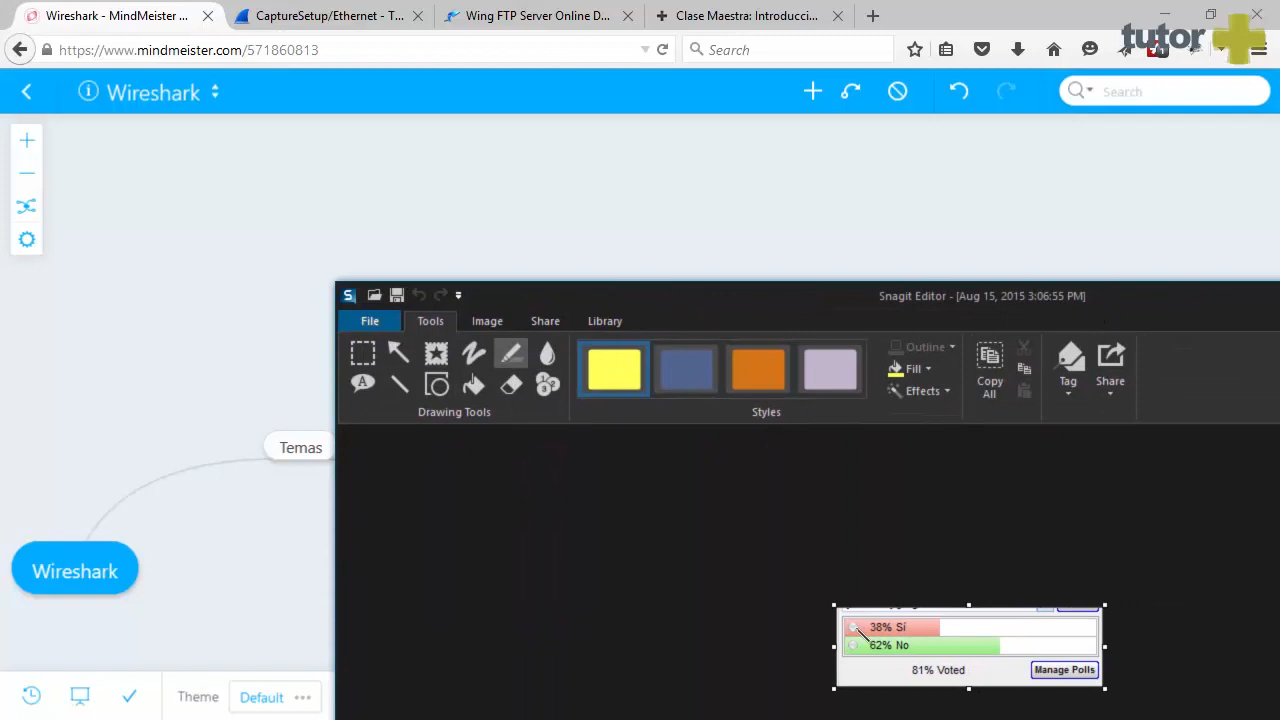 Wireshark - MindMeister ...
CaptureSetup/Ethernet - T...
Wing FTP Server Online D...
Clase Maestra: Introducci...
tutor
https://www.mindmeister.com/571860813
Search
Wireshark
Search
Snagit Editor - [Aug 15, 2015 3:06:55 PM]
File
Tools
Image
Share
Library
Outline
Fill
Effects
Copy
All
Tag
Share
Drawing Tools
Styles
Temas
Wireshark
38% Sí
62% No
81% Voted
Manage Polls
Theme
Default